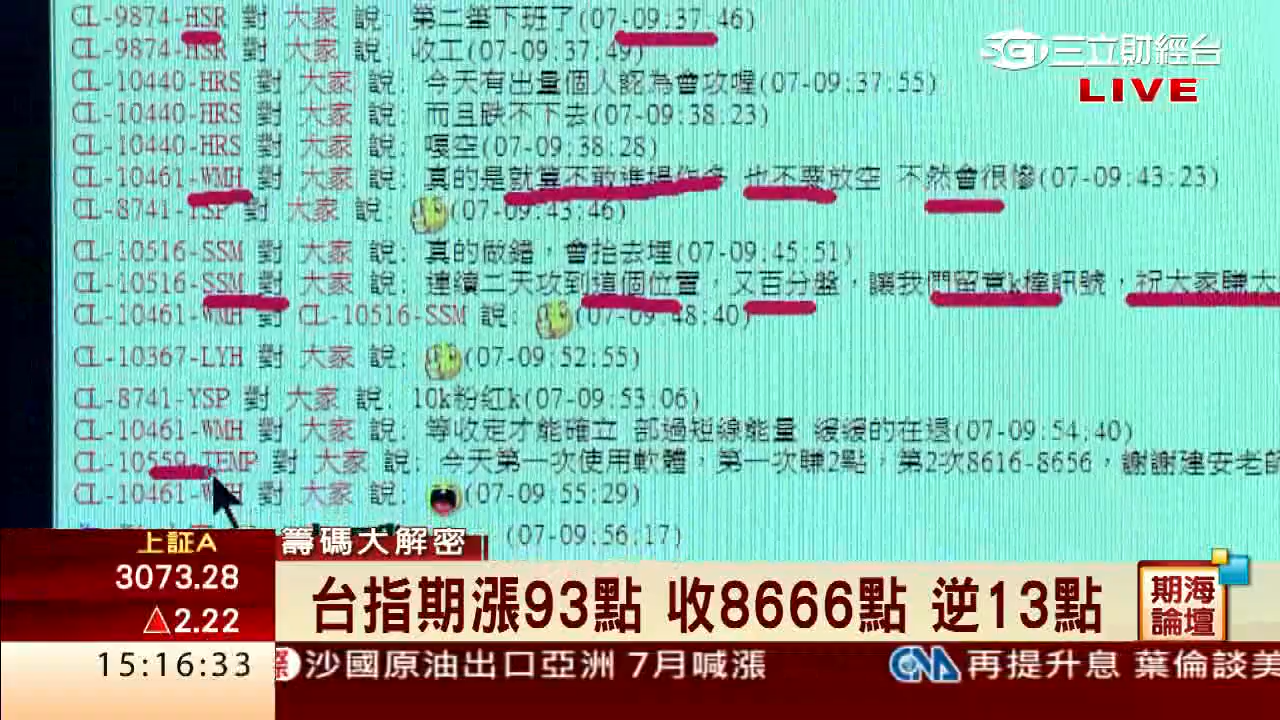 CL-9874-HSR 對 大家 說: 第二筆下班了(07-09:37:46)
CL-9874-HSR 對 大家 說: 收工(07-09:37:49)
CL-10440-HRS 對 大家 說: 今天有出量個人認為會攻喔(07-09:37:55)
CL-10440-HRS 對 大家 說: 而且跌不下去(07-09:38:23)
CL-10440-HRS 對 大家 說: 嘎空(07-09:38:28)
CL-10461-WMH 對 大家 說: 真的是就算不敢進場作多 也不要放空 不然會很慘(07-09:43:23)
CL-8741-YSP 對 大家 說: (07-09:43:46)
CL-10516-SSM 對 大家 說: 真的做錯，會抬去埋(07-09:45:51)
CL-10516-SSM 對 大家 說: 連續二天攻到這個位置，又百分盤，讓我們留意k棒訊號，祝大家賺大
CL-10461-WMH 對 CL-10516-SSM 說: (07-09:48:40)
CL-10367-LYH 對 大家 說: (07-09:52:55)
CL-8741-YSP 對 大家 說: 10k粉紅k(07-09:53:06)
CL-10461-WMH 對 大家 說: 等收定才能確立 部過短線能量 緩緩的在退(07-09:54:40)
CL-10559-TEMP 對 大家 說: 今天第一次使用軟體，第一次賺2點，第2次8616-8656，謝謝建安老師
CL-10461-WMH 對 大家 說: (07-09:55:29)
(07-09:56:17)
三立財經台
LIVE
上証A
3073.28
△2.22
15:16:33
籌碼大解密
台指期漲93點 收8666點 逆13點
期海論壇
沙國原油出口亞洲 7月喊漲
CNA 再提升息 葉倫談美